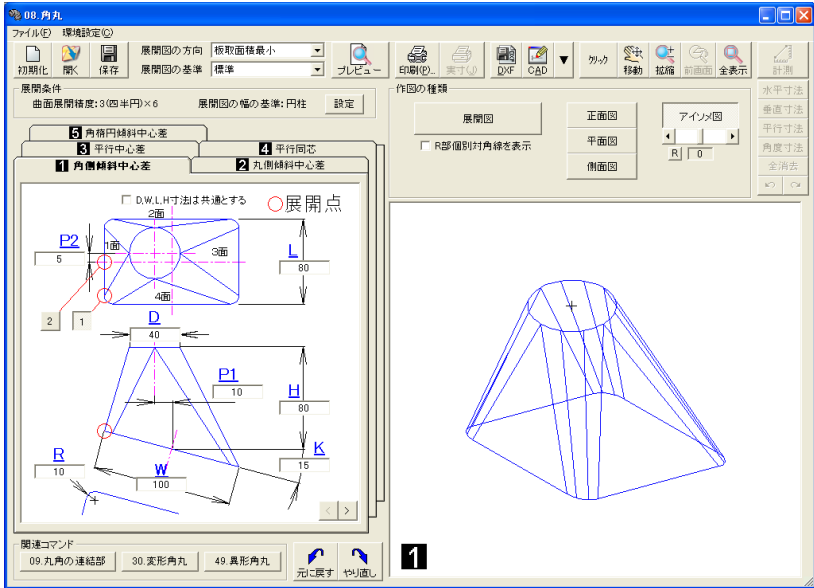 08.角丸
ファイル(F) 環境設定(C)
初期化 開く 保存
展開図の方向 板取面積最小
展開図の基準 標準
プレビュー 印刷(P).. 実寸(J) DXF CAD ▼ クリック 移動 拡縮 前画面 全表示 計測
展開条件
曲面展開精度:3(四半円)×6 展開図の幅の基準:円柱 設定
作図の種類
展開図
R部個別対角線を表示
正面図
平面図
側面図
アイソメ図
R 0
水平寸法
垂直寸法
平行寸法
角度寸法
全消去
5 角楕円傾斜中心差
3 平行中心差 4 平行同芯
1 角側傾斜中心差 2 丸側傾斜中心差
D,W,L,H寸法は共通とする
○展開点
2面
P2
5
1面
3面
4面
L
80
2 1
D
40
P1
10
H
80
K
15
R
10
W
100
< >
関連コマンド
09.丸角の連結部 30.変形角丸 49.異形角丸
元に戻す やり直し
1